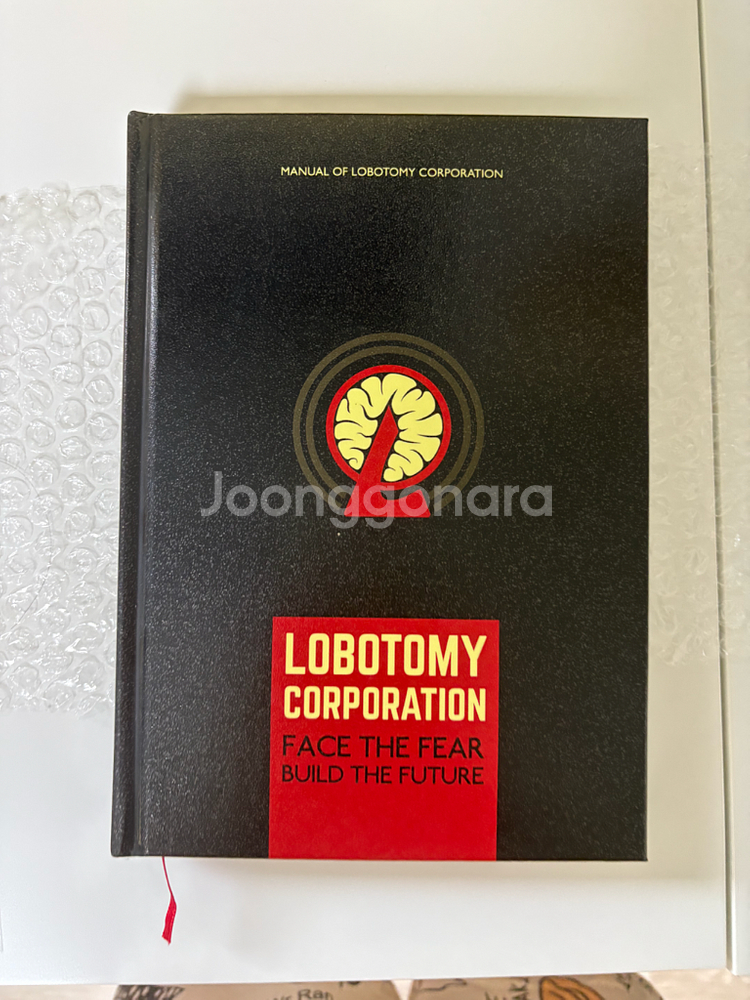 MANUAL OF LOBOTOMY CORPORATION
Joonggonara
LOBOTOMY
CORPORATION
FACE THE FEAR
BUILD THE FUTURE